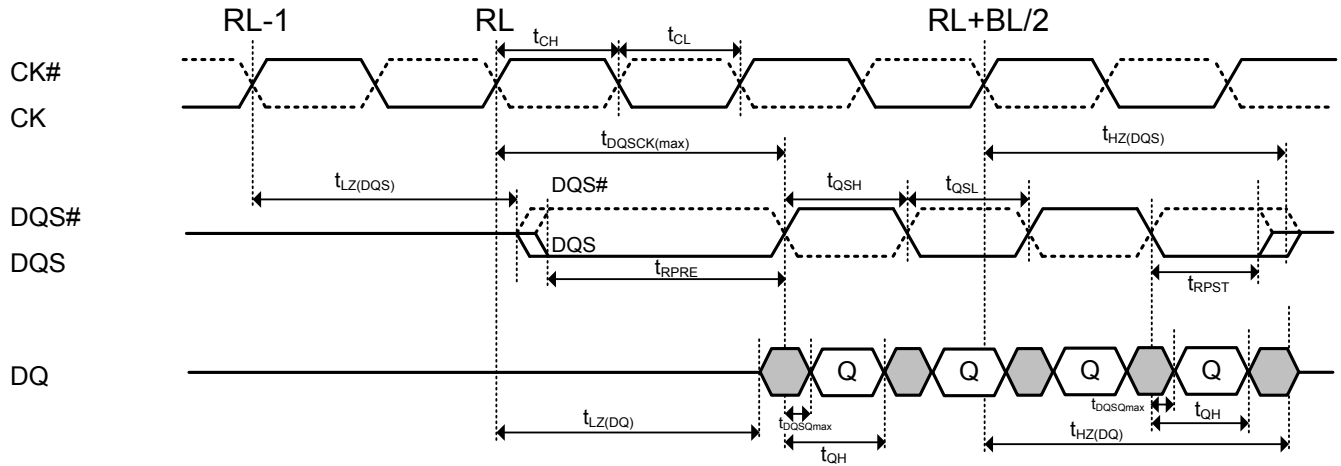 RL-1 RL RL+BL/2
tCH tCL
CK#
CK
tDQSCK(max) tHZ(DQS)
tLZ(DQS) DQS# tQSH tQSL
DQS#
DQS DQS
tRPRE tRPST
DQ Q Q Q Q
tLZ(DQ) tDQSQmax tHZ(DQ) tDQSQmax tQH
tQH